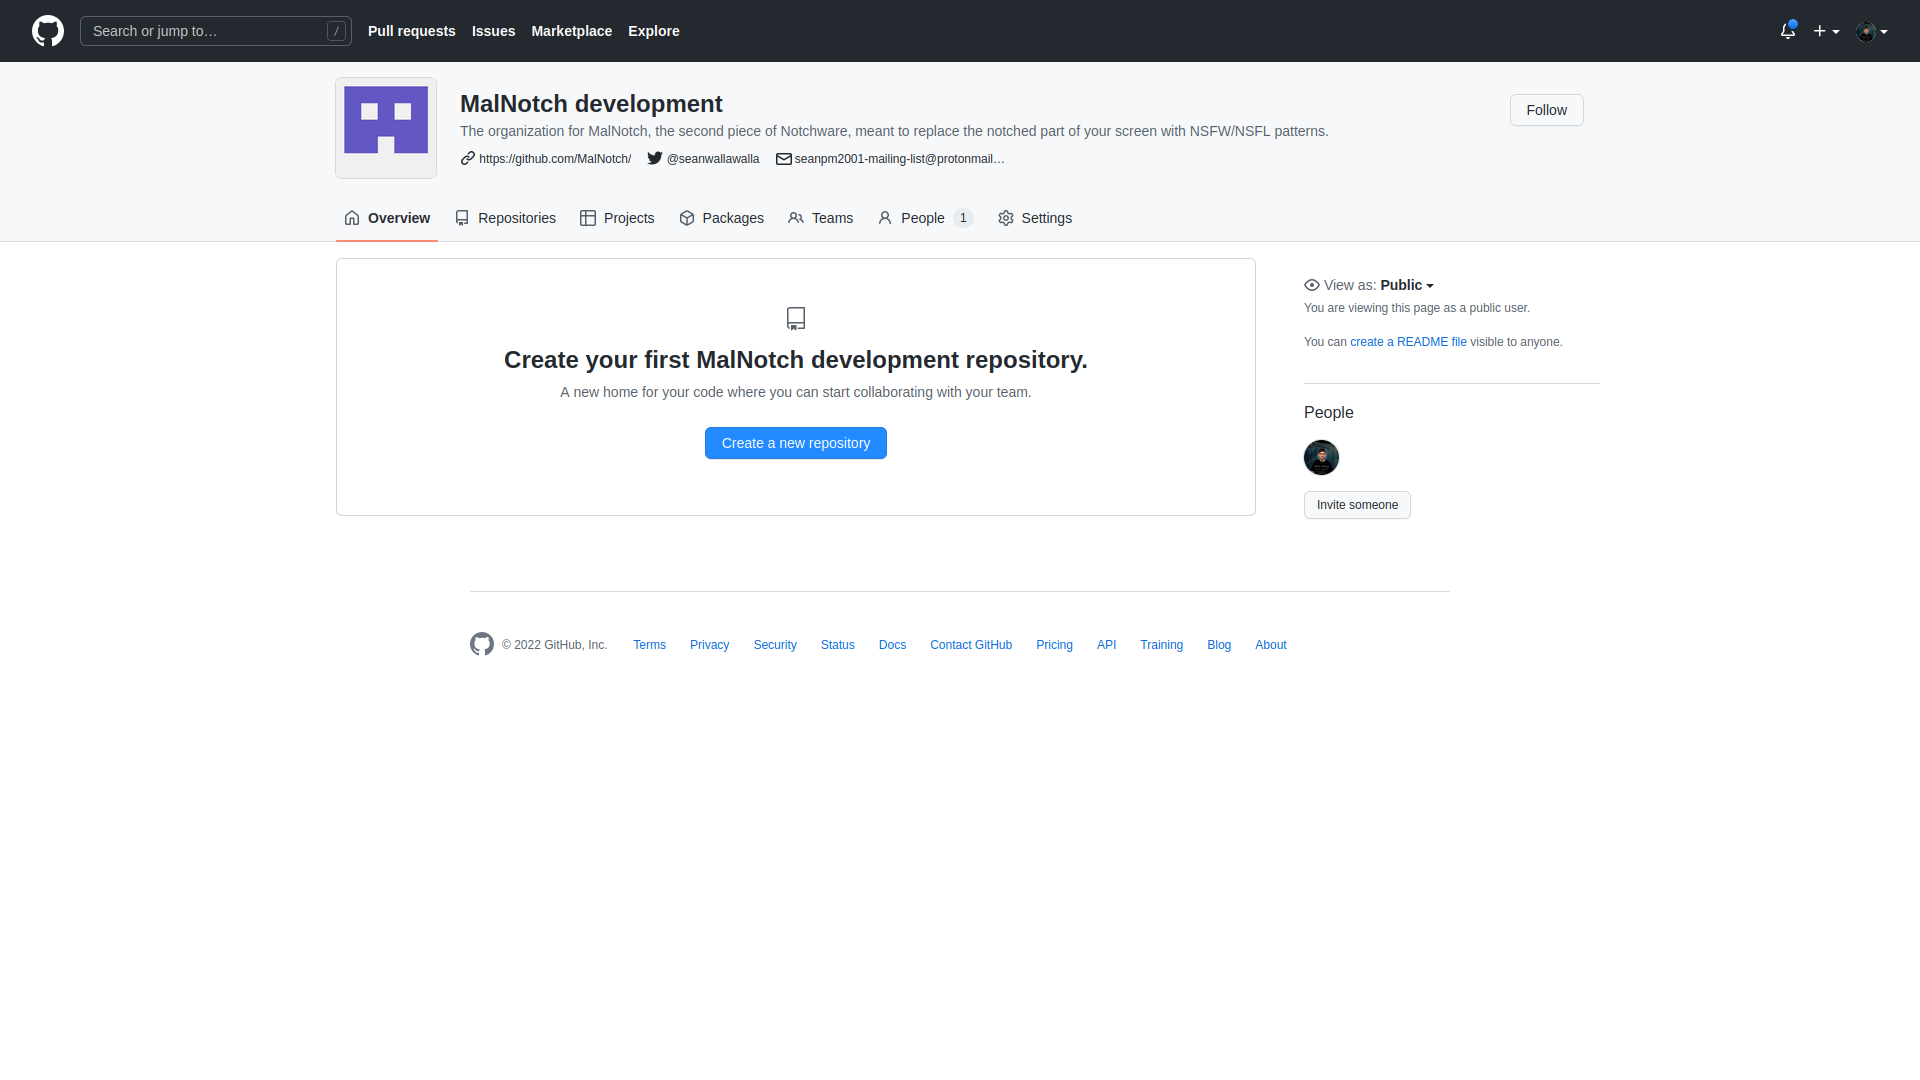 Search or jump to… /
Pull requests Issues Marketplace Explore
MalNotch development
Follow
The organization for MalNotch, the second piece of Notchware, meant to replace the notched part of your screen with NSFW/NSFL patterns.
https://github.com/MalNotch/ @seanwallawalla seanpm2001-mailing-list@protonmail…
Overview Repositories Projects Packages Teams People 1 Settings
Create your first MalNotch development repository.
A new home for your code where you can start collaborating with your team.
Create a new repository
View as: Public
You are viewing this page as a public user.
You can create a README file visible to anyone.
People
Invite someone
© 2022 GitHub, Inc. Terms Privacy Security Status Docs Contact GitHub Pricing API Training Blog About